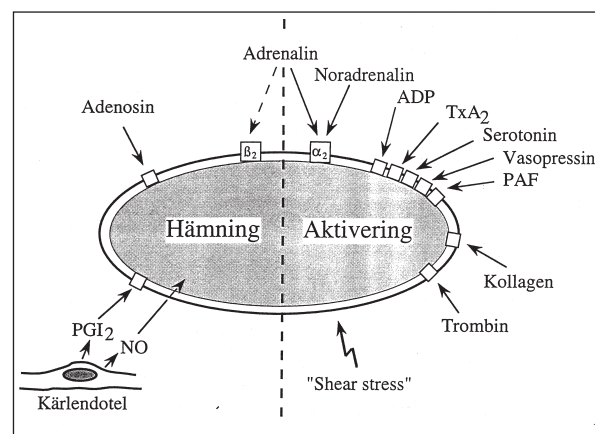 Adrenalin
Noradrenalin
ADP
TxA2
Serotonin
Vasopressin
PAF
Adenosin
β2
α2
Hämning
Aktivering
Kollagen
Trombin
PGI2
NO
"Shear stress"
Kärlendotel